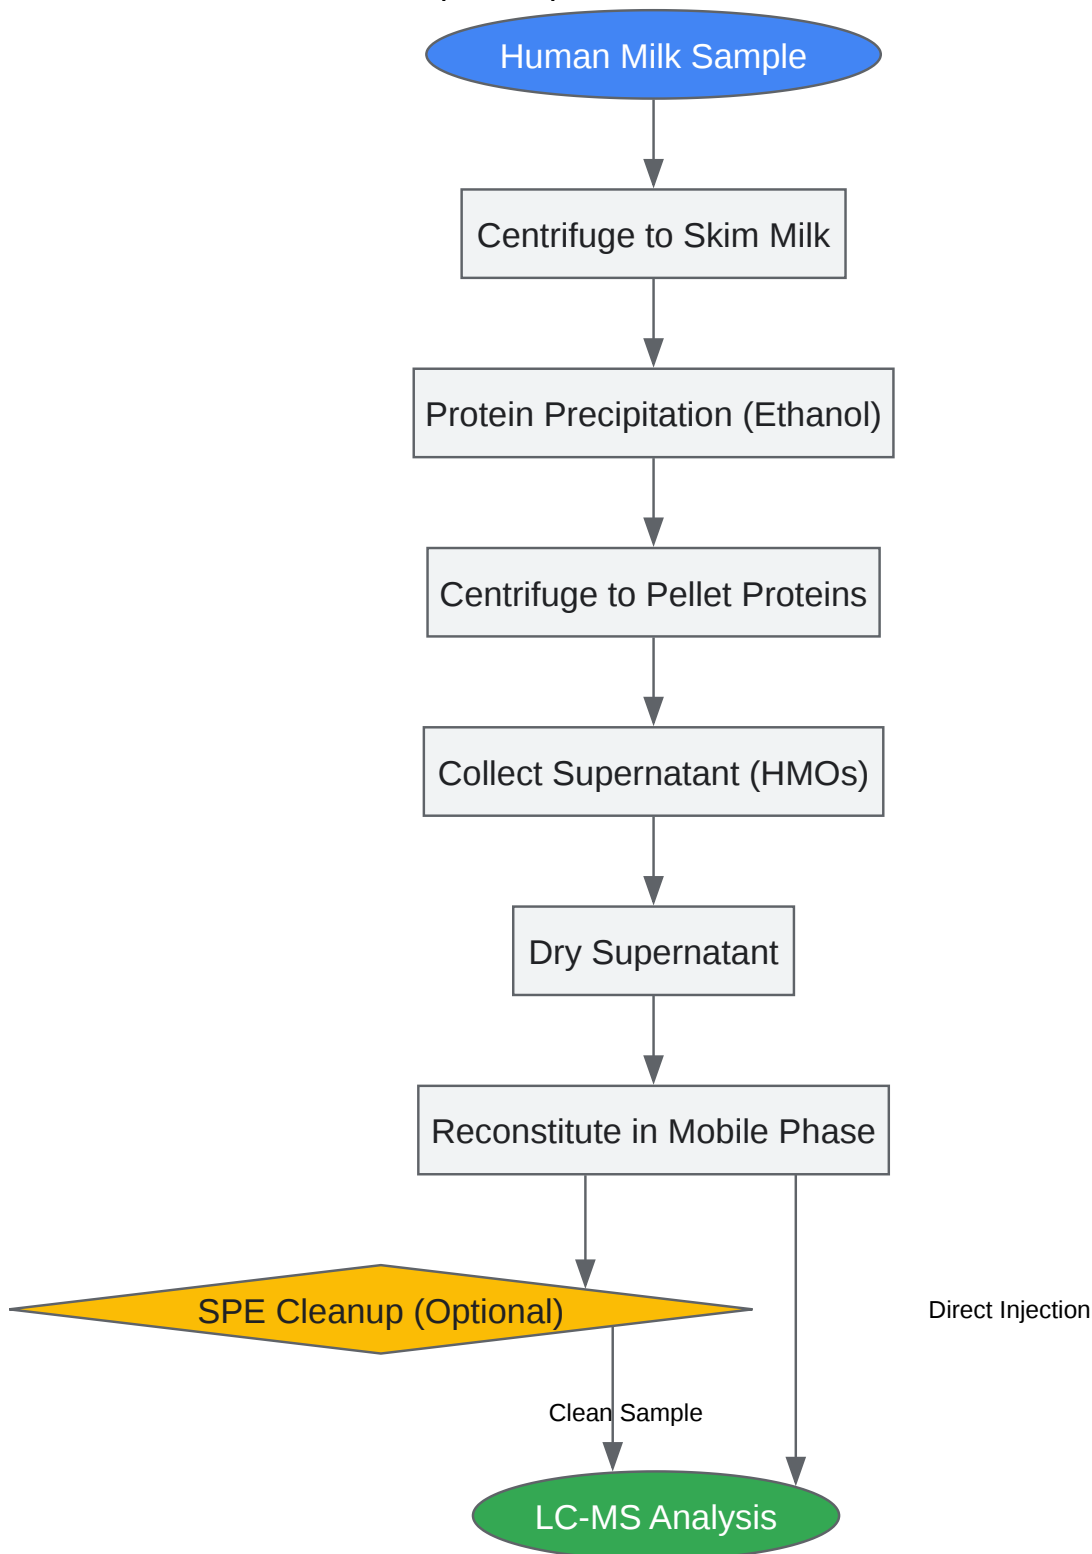 Human Milk Sample
Centrifuge to Skim Milk
Protein Precipitation (Ethanol)
Centrifuge to Pellet Proteins
Collect Supernatant (HMOs)
Dry Supernatant
Reconstitute in Mobile Phase
SPE Cleanup (Optional)
Direct Injection
Clean Sample
LC-MS Analysis